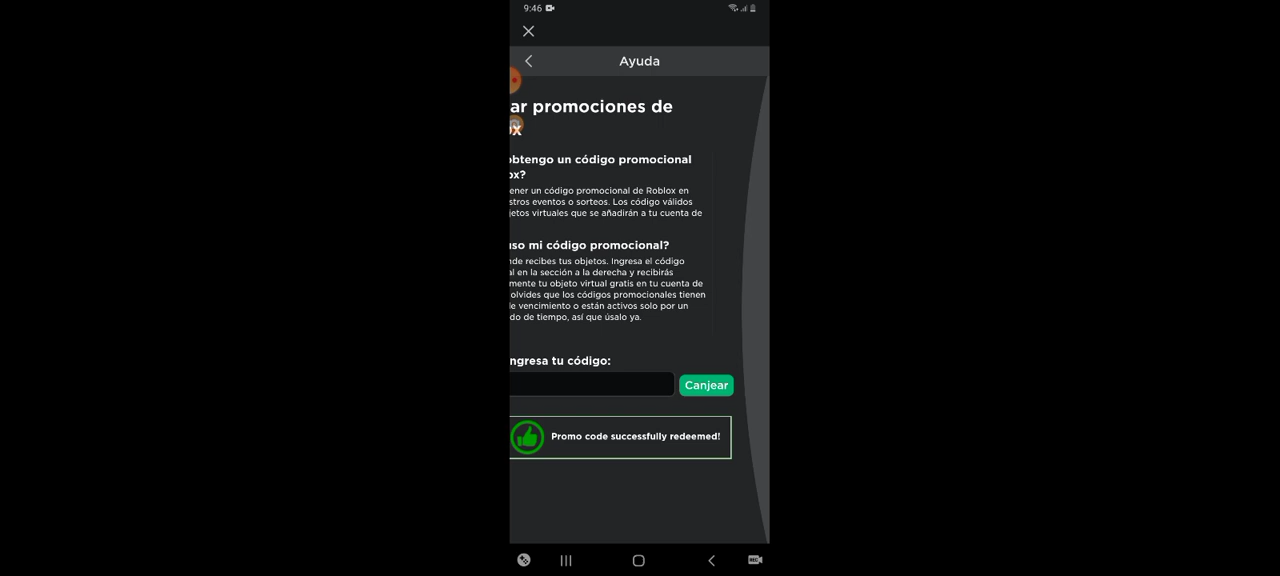 9:46
Ayuda
ar promociones de
ox
obtengo un código promocional
ox?
ener un código promocional de Roblox en
stros eventos o sorteos. Los código válidos
jetos virtuales que se añadirán a tu cuenta de
uso mi código promocional?
nde recibes tus objetos. Ingresa el código
al en la sección a la derecha y recibirás
mente tu objeto virtual gratis en tu cuenta de
olvides que los códigos promocionales tienen
de vencimiento o están activos solo por un
do de tiempo, así que úsalo ya.
ngresa tu código:
Canjear
Promo code successfully redeemed!